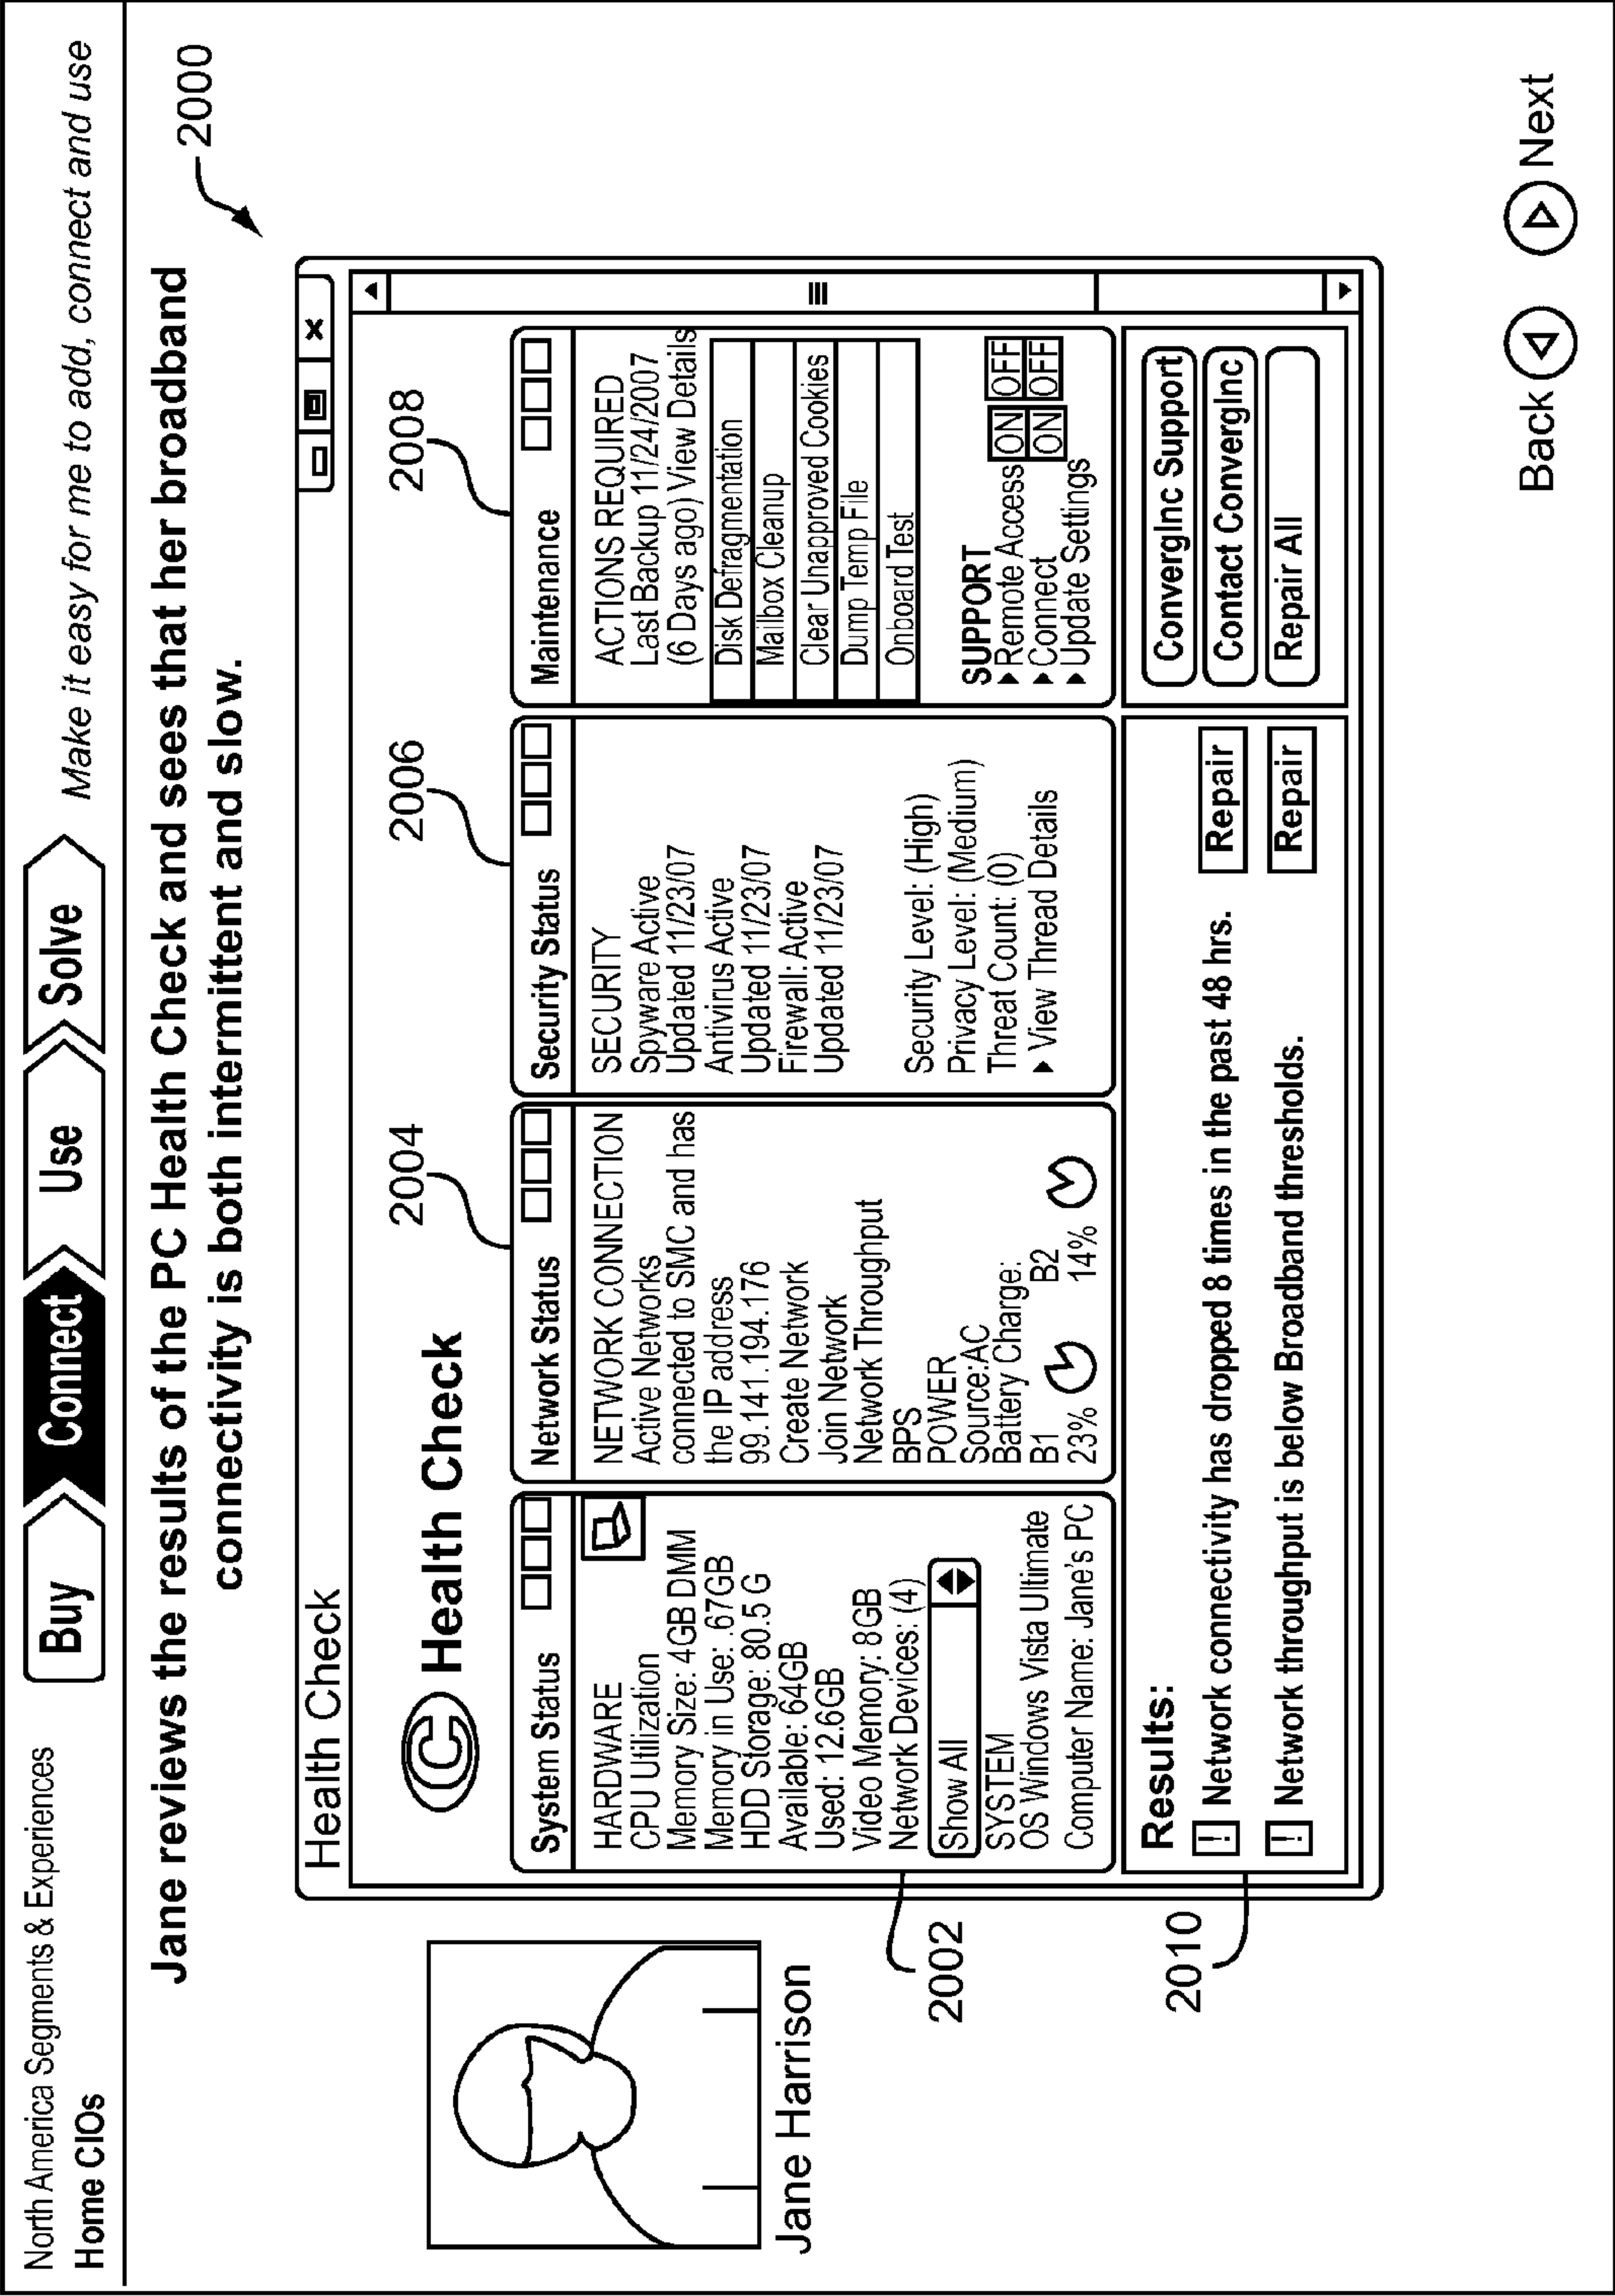 North America Segments & Experiences
Home CIOs
Buy
Connect
Use
Solve
Make it easy for me to add, connect and use
Jane reviews the results of the PC Health Check and sees that her broadband
connectivity is both intermittent and slow.
2000
Jane Harrison
Health Check
x
C Health Check
2004
2006
2008
System Status
HARDWARE
CPU Utilization
Memory Size: 4GB DMM
Memory in Use: .67GB
HDD Storage: 80.5 G
Available: 64GB
Used: 12.6GB
Video Memory: 8GB
Network Devices: (4)
Show All
SYSTEM
OS Windows Vista Ultimate
Computer Name: Jane's PC
2002
Network Status
NETWORK CONNECTION
Active Networks
connected to SMC and has
the IP address
99.141.194.176
Create Network
Join Network
Network Throughput
BPS
POWER
Source:AC
Battery Charge:
B1 B2
23% 14%
Security Status
SECURITY
Spyware Active
Updated 11/23/07
Antivirus Active
Updated 11/23/07
Firewall: Active
Updated 11/23/07
Security Level: (High)
Privacy Level: (Medium)
Threat Count: (0)
View Thread Details
Maintenance
ACTIONS REQUIRED
Last Backup 11/24/2007
(6 Days ago) View Details
Disk Defragmentation
Mailbox Cleanup
Clear Unapproved Cookies
Dump Temp File
Onboard Test
SUPPORT
Remote Access ON OFF
Connect ON OFF
Update Settings
2010
Results:
! Network connectivity has dropped 8 times in the past 48 hrs. Repair
! Network throughput is below Broadband thresholds. Repair
ConvergInc Support
Contact ConvergInc
Repair All
Back
Next